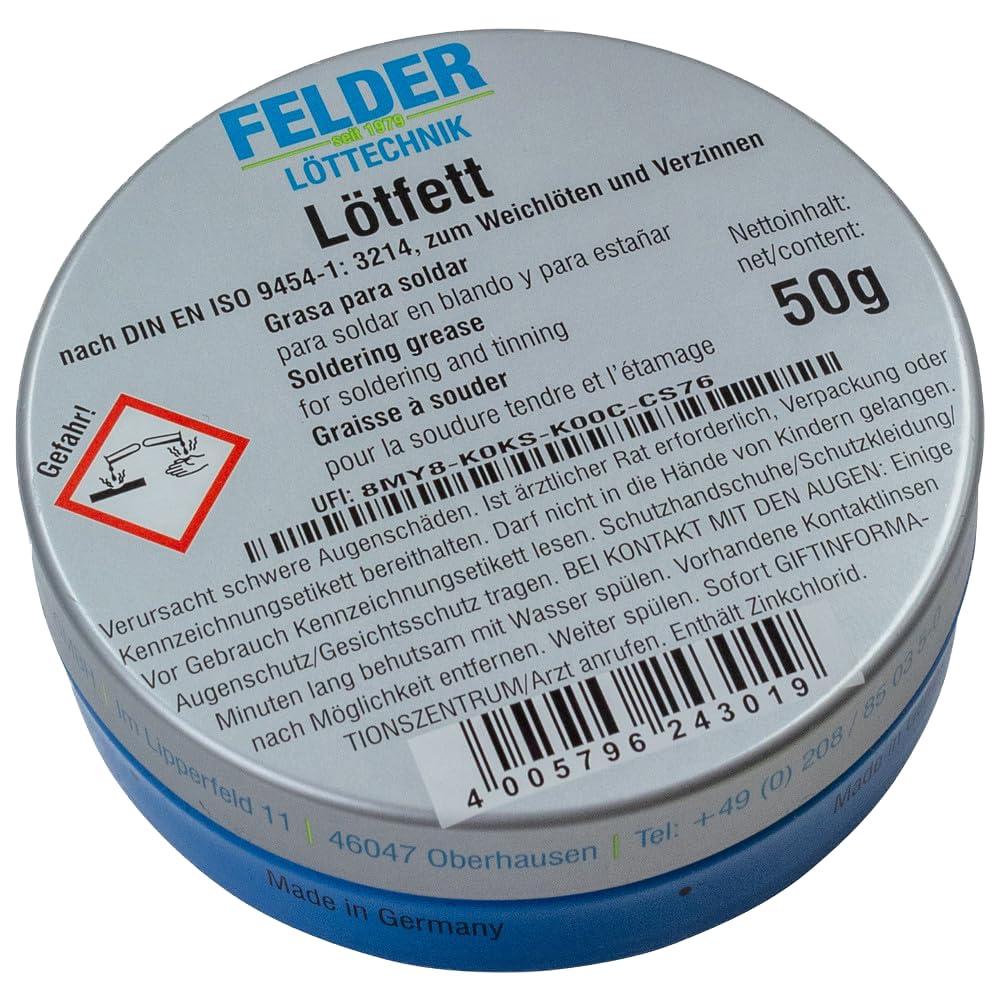 FELDER
seit 1979
LÖTTECHNIK
Lötfett
nach DIN EN ISO 9454-1: 3214, zum Weichlöten und Verzinnen
Grasa para soldar
para soldar en blando y para estañar
Soldering grease
for soldering and tinning
Graisse à souder
pour la soudure tendre et l'étamage
Nettoinhalt:
net/content:
50g
Gefahr!
UFI: 8MY8-K0KS-K00C-CS76
Verursacht schwere Augenschäden. Ist ärztlicher Rat erforderlich, Verpackung oder
Kennzeichnungsetikett bereithalten. Darf nicht in die Hände von Kindern gelangen.
Vor Gebrauch Kennzeichnungsetikett lesen. Schutzhandschuhe/Schutzkleidung/
Augenschutz/Gesichtsschutz tragen. BEI KONTAKT MIT DEN AUGEN: Einige
Minuten lang behutsam mit Wasser spülen. Vorhandene Kontaktlinsen
nach Möglichkeit entfernen. Weiter spülen. Sofort GIFTINFORMA-
TIONSZENTRUM/Arzt anrufen. Enthält Zinkchlorid.
4 005796 243019
Im Lipperfeld 11 | 46047 Oberhausen | Tel: +49 (0) 208 / 85 03 5-0
Made in Germany
Made in